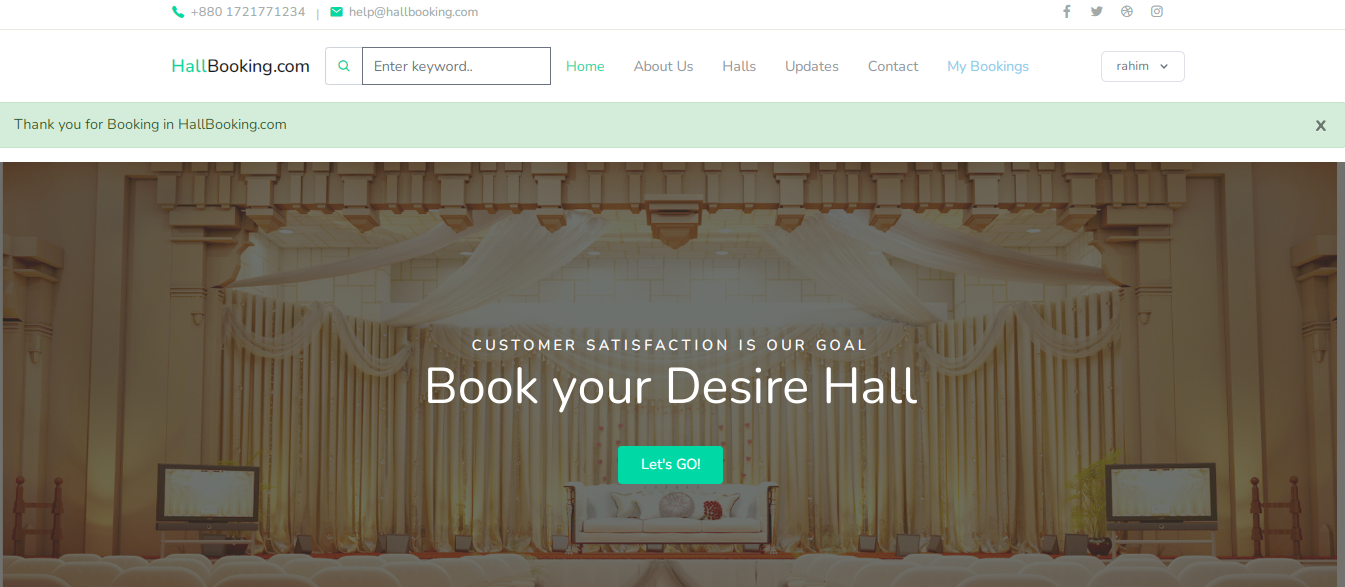 +880 1721771304 | help@hallbooking.com
HallBooking.com Enter keyword.. Home About Us Halls Updates Contact My Bookings rahim
Thank you for Booking in HallBooking.com x
CUSTOMER SATISFACTION IS OUR GOAL
Book your Desire Hall
Let's GO!